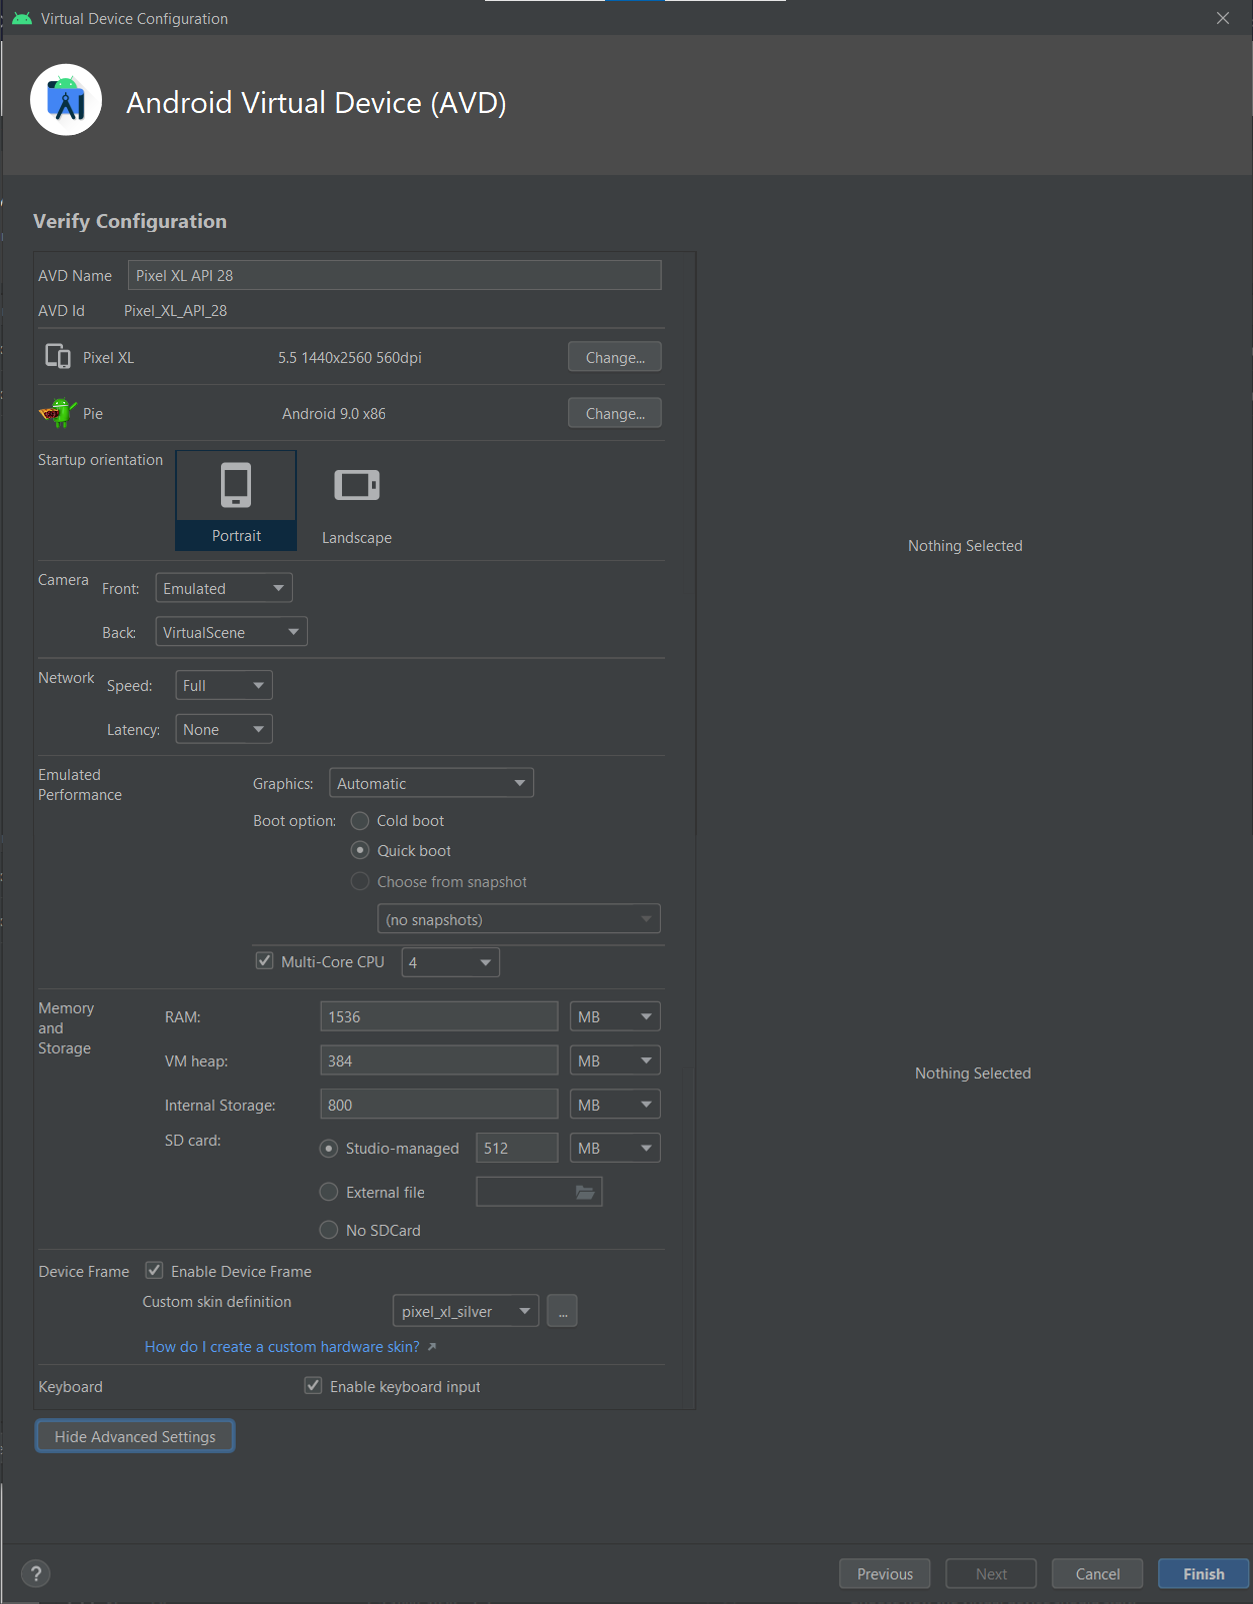 Virtual Device Configuration
Android Virtual Device (AVD)
Verify Configuration
AVD Name Pixel XL API 28
AVD Id Pixel_XL_API_28
Pixel XL 5.5 1440x2560 560dpi Change...
Pie Android 9.0 x86 Change...
Startup orientation
Portrait
Landscape
Nothing Selected
Camera Front: Emulated
Back: VirtualScene
Network Speed: Full
Latency: None
Emulated
Performance
Graphics: Automatic
Boot option: Cold boot
Quick boot
Choose from snapshot
(no snapshots)
Multi-Core CPU 4
Memory
and
Storage
RAM: 1536 MB
VM heap: 384 MB
Nothing Selected
Internal Storage: 800 MB
SD card: Studio-managed 512 MB
External file
No SDCard
Device Frame Enable Device Frame
Custom skin definition pixel_xl_silver ...
How do I create a custom hardware skin? ↗
Keyboard Enable keyboard input
Hide Advanced Settings
? Previous Next Cancel Finish